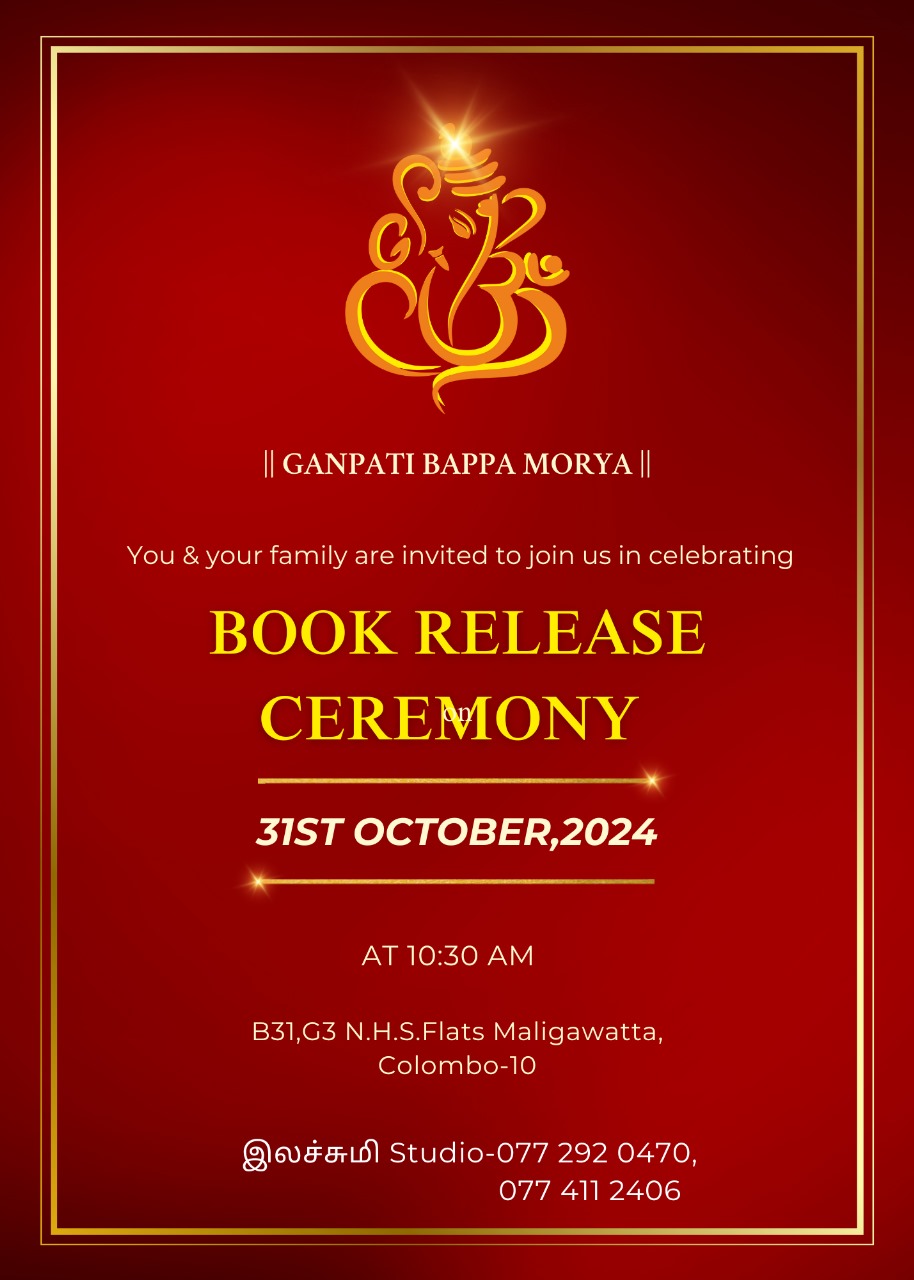 || GANPATI BAPPA MORYA ||
You & your family are invited to join us in celebrating
BOOK RELEASE
CEREMONY
on
31ST OCTOBER,2024
AT 10:30 AM
B31,G3 N.H.S.Flats Maligawatta,
Colombo-10
இலச்சுமி Studio-077 292 0470,
077 411 2406